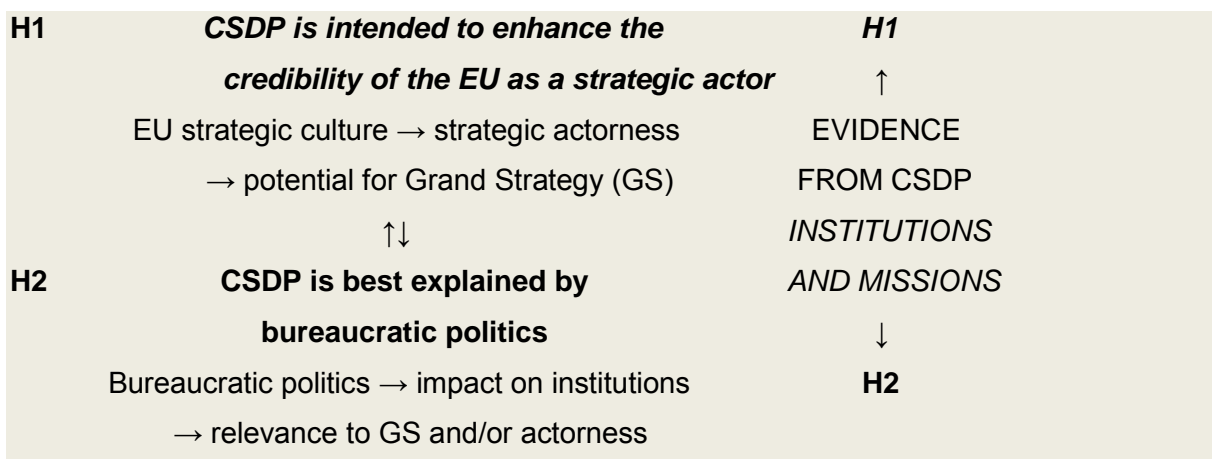 H1 CSDP is intended to enhance the H1
credibility of the EU as a strategic actor ↑
EU strategic culture → strategic actorness EVIDENCE
→ potential for Grand Strategy (GS) FROM CSDP
↑↓ INSTITUTIONS
H2 CSDP is best explained by AND MISSIONS
bureaucratic politics ↓
Bureaucratic politics → impact on institutions H2
→ relevance to GS and/or actorness